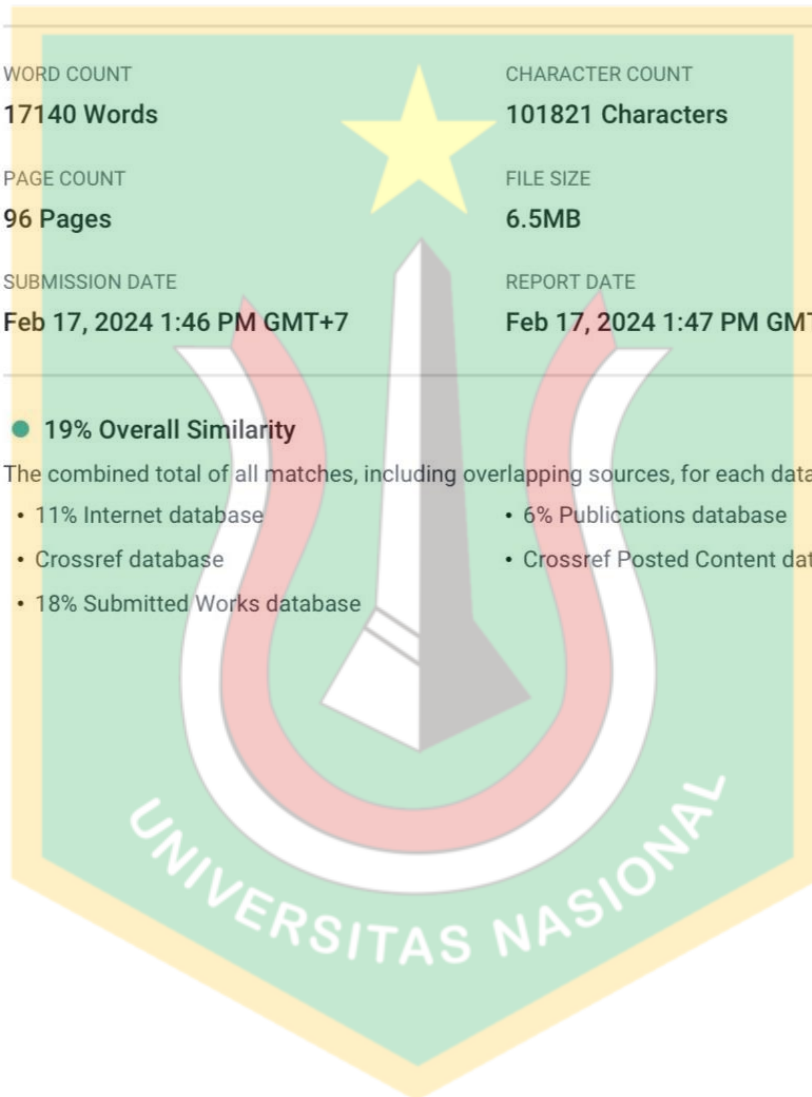 WORD COUNT CHARACTER COUNT
17140 Words 101821 Characters
PAGE COUNT FILE SIZE
96 Pages 6.5MB
SUBMISSION DATE REPORT DATE
Feb 17, 2024 1:46 PM GMT+7 Feb 17, 2024 1:47 PM GMT
19% Overall Similarity
The combined total of all matches, including overlapping sources, for each data
• 11% Internet database • 6% Publications database
• Crossref database • Crossref Posted Content dat
• 18% Submitted Works database
UNIVERSITAS NASIONAL